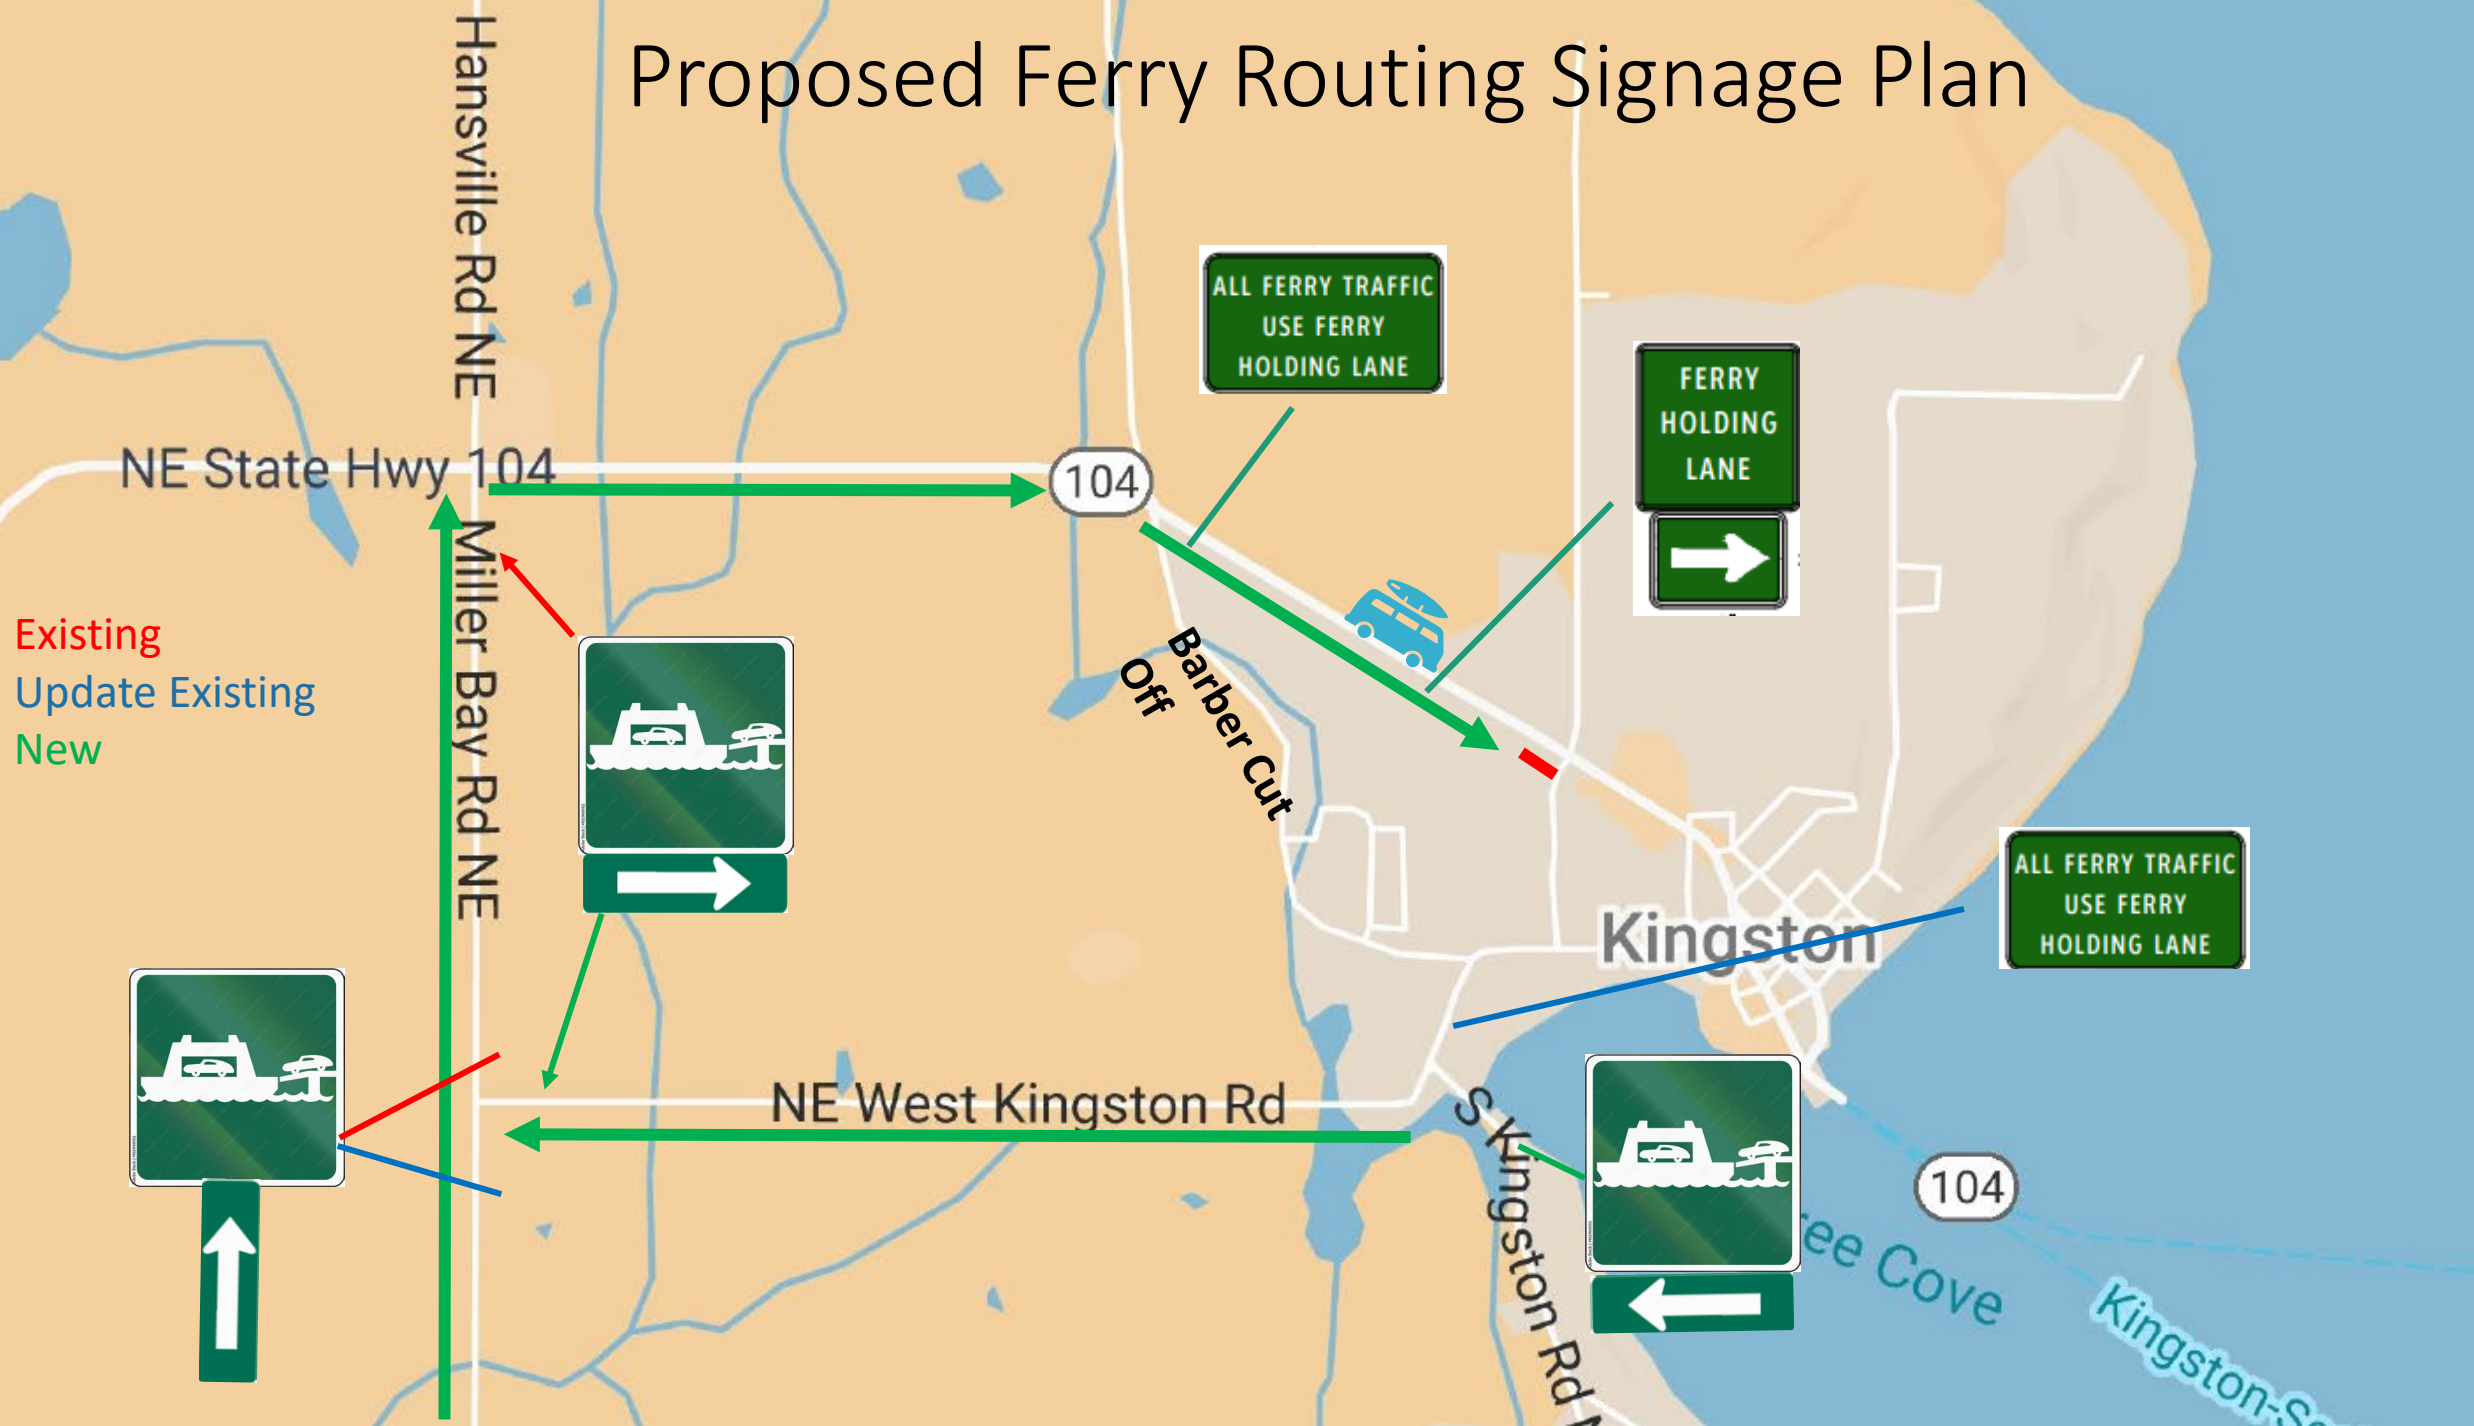 Proposed Ferry Routing Signage Plan
Hansville Rd NE
ALL FERRY TRAFFIC
USE FERRY
HOLDING LANE
FERRY
HOLDING
LANE
NE State Hwy 104
104
Miller Bay Rd NE
Existing
Update Existing
New
Barber Cut
Off
ALL FERRY TRAFFIC
USE FERRY
HOLDING LANE
Kingston
NE West Kingston Rd
S Kingston Rd
104
Cove